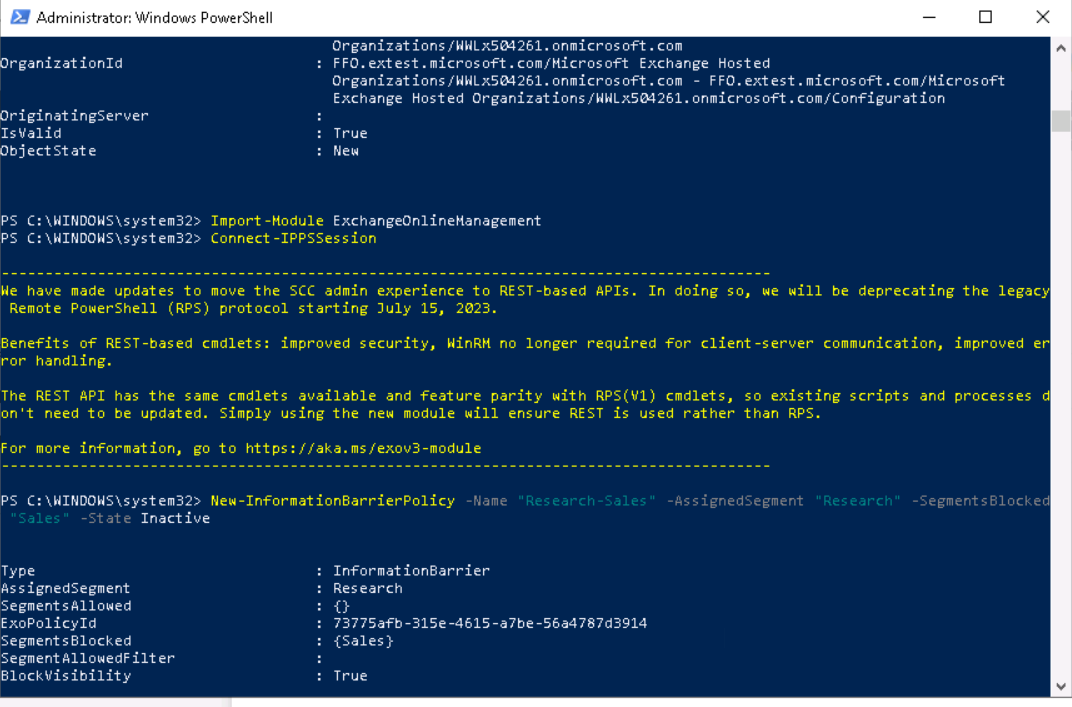 Administrator: Windows PowerShell
Organizations/WWLx504261.onmicrosoft.com
OrganizationId : FFO.extest.microsoft.com/Microsoft Exchange Hosted
Organizations/WWLx504261.onmicrosoft.com - FFO.extest.microsoft.com/Microsoft
Exchange Hosted Organizations/WWLx504261.onmicrosoft.com/Configuration
OriginatingServer :
IsValid : True
ObjectState : New
PS C:\WINDOWS\system32> Import-Module ExchangeOnlineManagement
PS C:\WINDOWS\system32> Connect-IPPSSession
----------------------------------------------------------------------------------------
We have made updates to move the SCC admin experience to REST-based APIs. In doing so, we will be deprecating the legacy
Remote PowerShell (RPS) protocol starting July 15, 2023.
Benefits of REST-based cmdlets: improved security, WinRM no longer required for client-server communication, improved er
ror handling.
The REST API has the same cmdlets available and feature parity with RPS(V1) cmdlets, so existing scripts and processes d
on't need to be updated. Simply using the new module will ensure REST is used rather than RPS.
For more information, go to https://aka.ms/exov3-module
----------------------------------------------------------------------------------------
PS C:\WINDOWS\system32> New-InformationBarrierPolicy -Name "Research-Sales" -AssignedSegment "Research" -SegmentsBlocked
"Sales" -State Inactive
Type : InformationBarrier
AssignedSegment : Research
SegmentsAllowed : {}
ExoPolicyId : 73775afb-315e-4615-a7be-56a4787d3914
SegmentsBlocked : {Sales}
SegmentAllowedFilter :
BlockVisibility : True